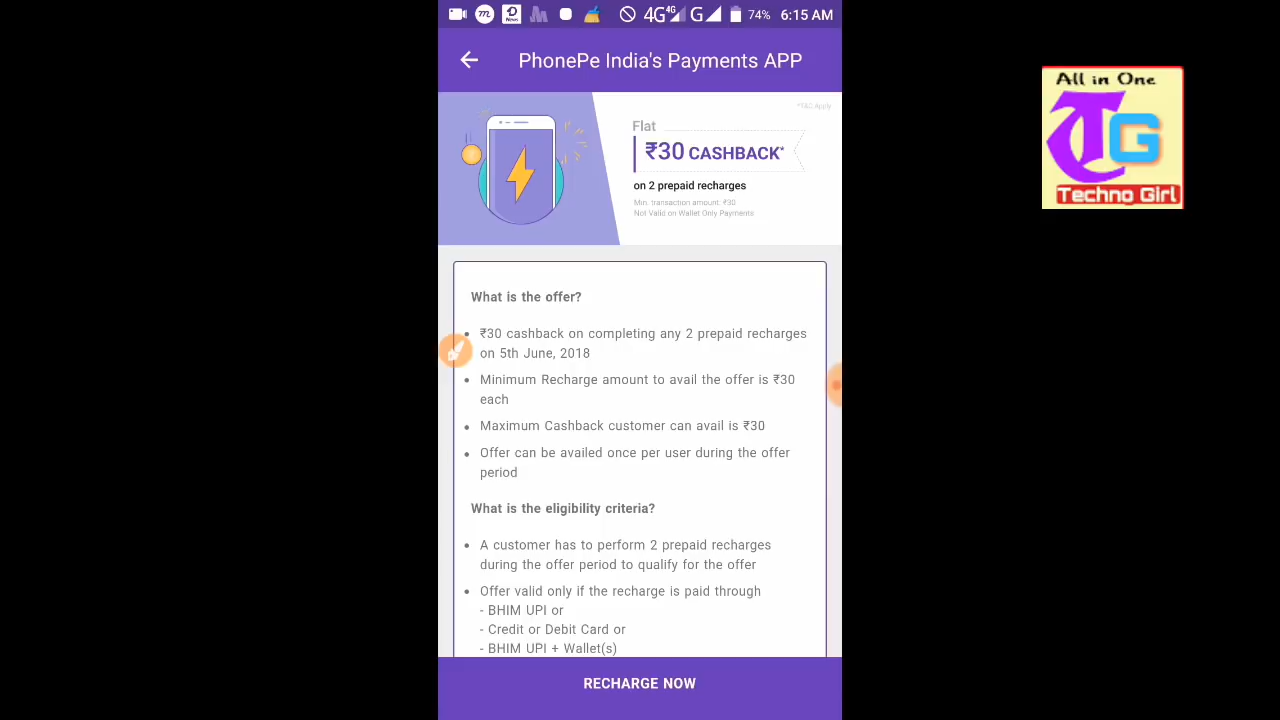 4G 4G G 74% 6:15 AM
PhonePe India's Payments APP
*T&C Apply
Flat
₹30 CASHBACK*
on 2 prepaid recharges
Min. transaction amount: ₹30
Not Valid on Wallet Only Payments
What is the offer?
₹30 cashback on completing any 2 prepaid recharges
on 5th June, 2018
Minimum Recharge amount to avail the offer is ₹30
each
Maximum Cashback customer can avail is ₹30
Offer can be availed once per user during the offer
period
What is the eligibility criteria?
A customer has to perform 2 prepaid recharges
during the offer period to qualify for the offer
Offer valid only if the recharge is paid through
- BHIM UPI or
- Credit or Debit Card or
- BHIM UPI + Wallet(s)
RECHARGE NOW
All in One
TG
Techno Girl